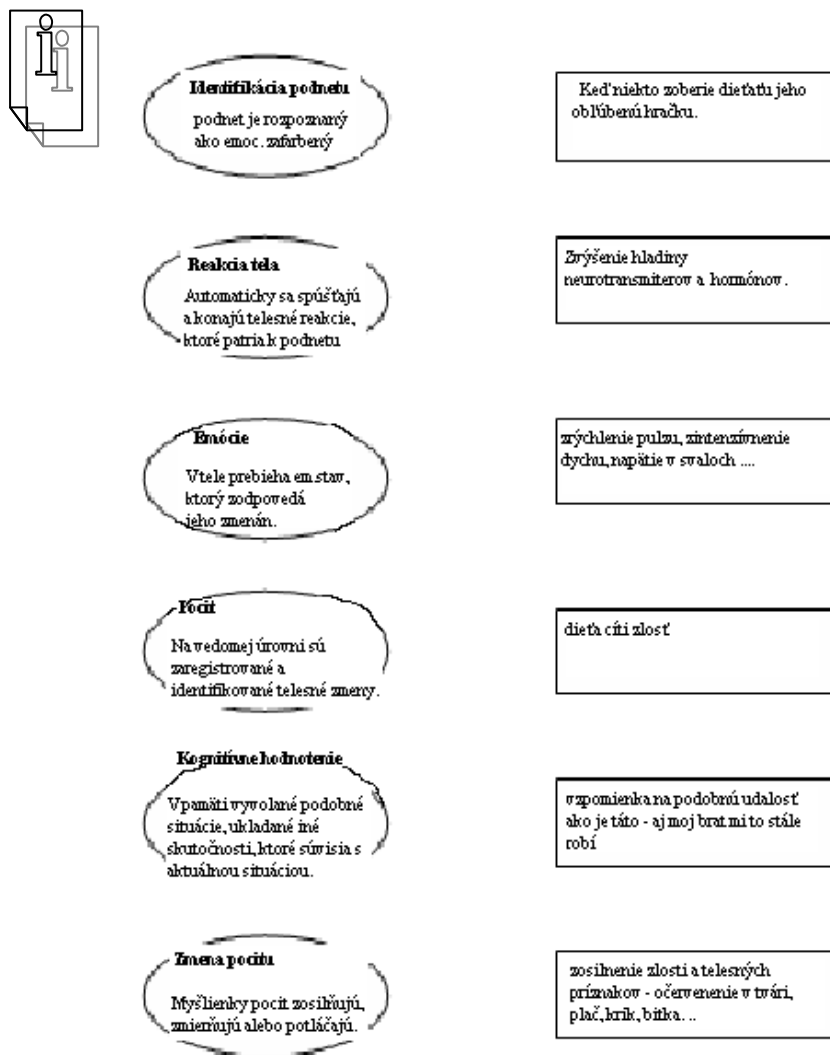 Identifikácia podnetu
podnet je rozpoznaný
ako emoc. zafarbený
Keď niekto zoberie dieťaťu jeho
obľúbenú hračku.
Reakcia tela
Automaticky sa spúšťajú
a konajú telesné reakcie,
ktoré patria k podnetu
Zvýšenie hladiny
neurotransmiterov a hormónov.
Emócie
V tele prebieha em stav,
ktorý zodpovedá
jeho zmenán.
zrýchlenie pulzu, zintenzívnenie
dychu, napätie v svaloch ....
Pocit
Na vedomej úrovni sú
zaregistrované a
identifikované telesné zmeny.
dieťa cíti zlosť
Kognitívne hodnotenie
V pamäti vyvolané podobné
situácie, ukladané iné
skutočnosti, ktoré súvisia s
aktuálnou situáciou.
vzpomienka na podobnú udalosť
ako je táto - aj moj brat mi to stále
robí
Zmena pocitu
Myšlienky pocit zosilňujú,
zmierňujú alebo potláčajú.
zosilnenie zlosti a telesných
príznakov - očervenenie v tvári,
plač, krik, bitka...